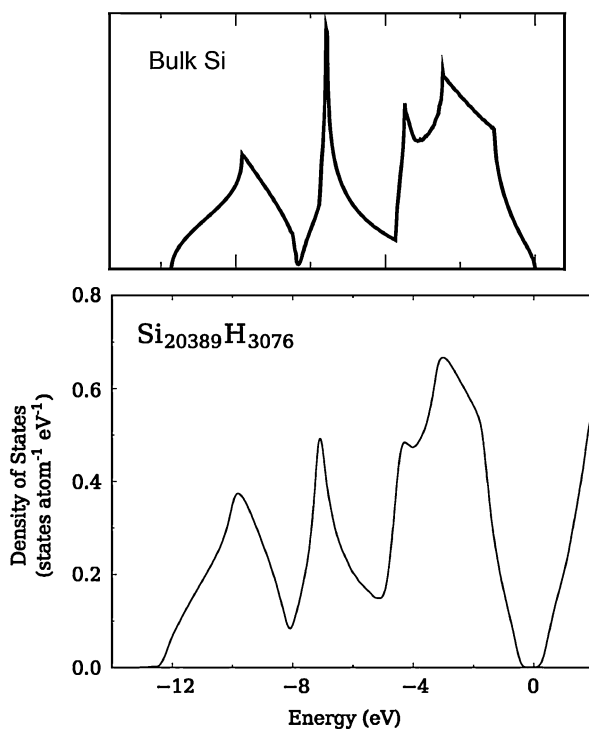 Bulk Si
Si₂₀₃₈₉H₃₀₇₆
Density of States
(states atom⁻¹ eV⁻¹)
0.8
0.6
0.4
0.2
0.0
−12 −8 −4 0
Energy (eV)